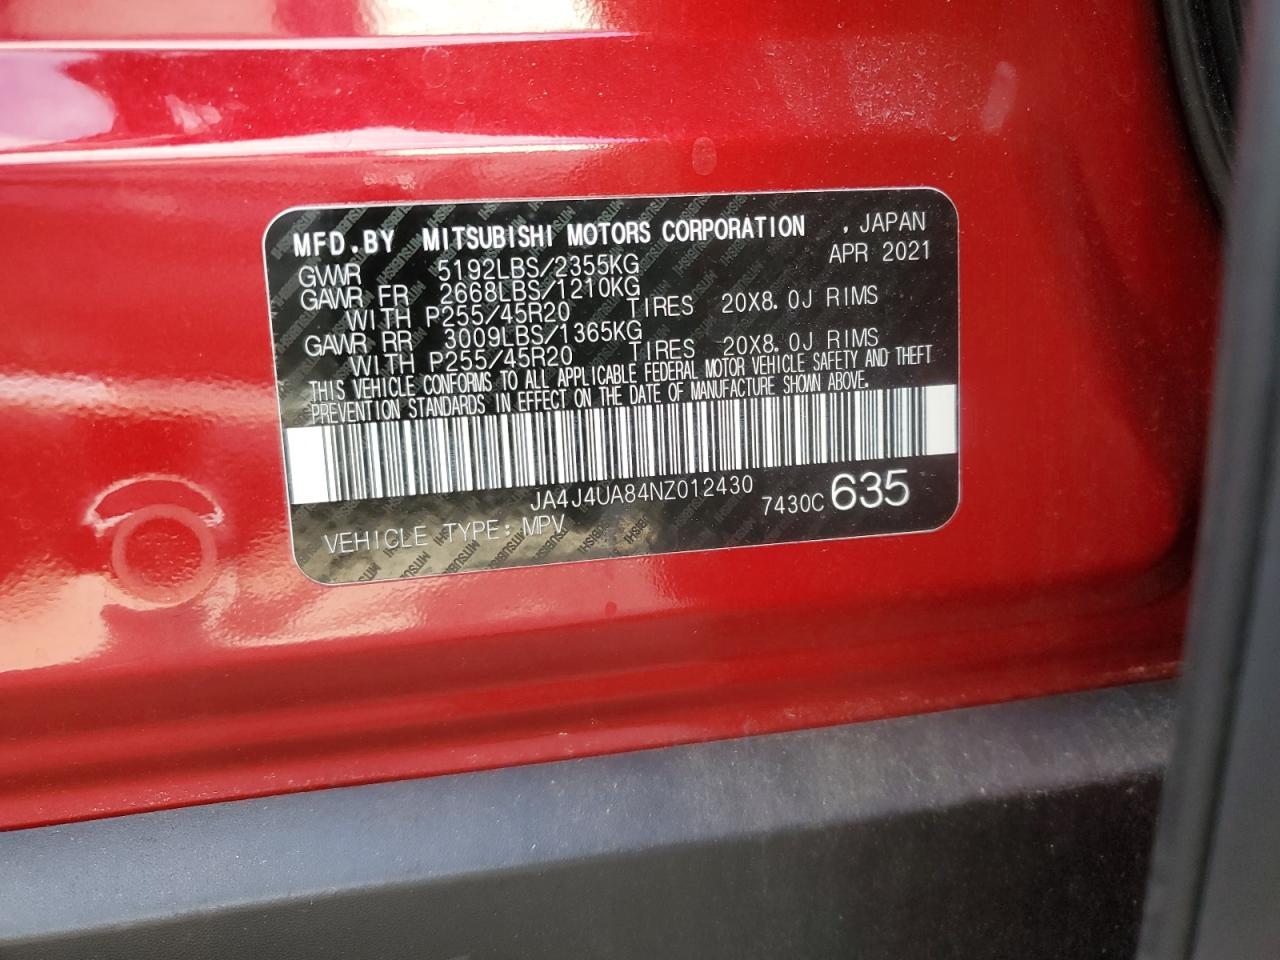 MFD.BY MITSUBISHI MOTORS CORPORATION , JAPAN
APR 2021
GVWR 5192LBS/2355KG
GAWR FR 2668LBS/1210KG
WITH P255/45R20 TIRES 20X8.0J RIMS
GAWR RR 3009LBS/1365KG
WITH P255/45R20 TIRES 20X8.0J RIMS
THIS VEHICLE CONFORMS TO ALL APPLICABLE FEDERAL MOTOR VEHICLE SAFETY AND THEFT
PREVENTION STANDARDS IN EFFECT ON THE DATE OF MANUFACTURE SHOWN ABOVE.
JA4J4UA84NZ012430
7430C 635
VEHICLE TYPE: MPV